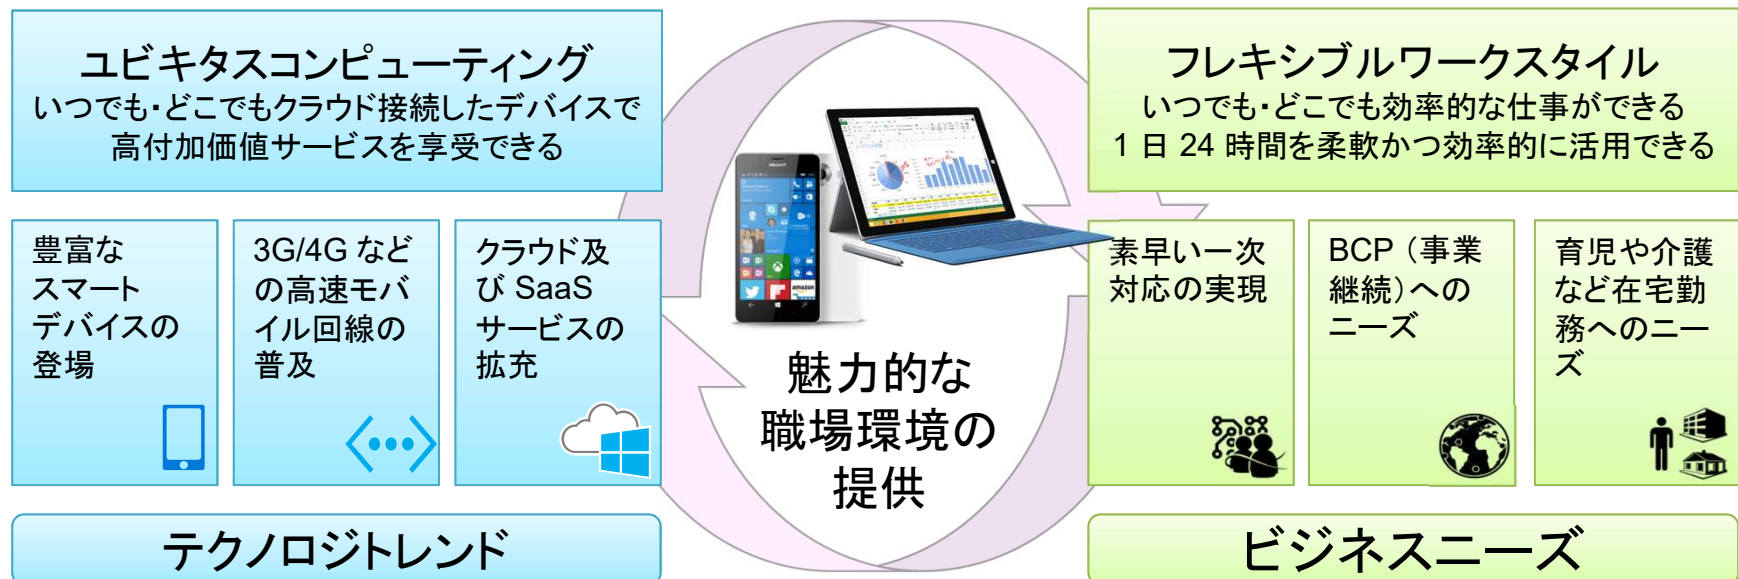 ユビキタスコンピューティング
いつでも・どこでもクラウド接続したデバイスで
高付加価値サービスを享受できる
豊富な
スマート
デバイスの
登場
3G/4G など
の高速モバ
イル回線の
普及
クラウド及
び SaaS
サービスの
拡充
テクノロジトレンド
Microsoft
amazon
魅力的な
職場環境の
提供
フレキシブルワークスタイル
いつでも・どこでも効率的な仕事ができる
1 日 24 時間を柔軟かつ効率的に活用できる
素早い一次
対応の実現
BCP（事業
継続）への
ニーズ
育児や介護
など在宅勤
務へのニー
ズ
ビジネスニーズ